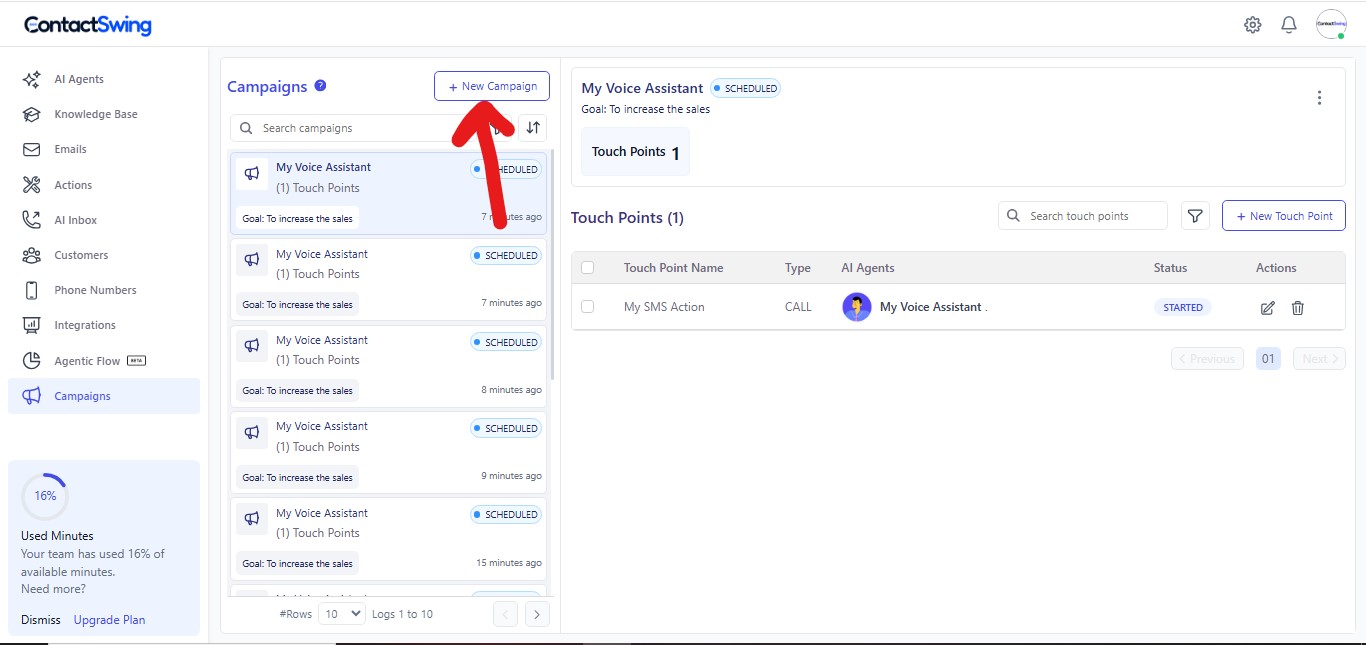 ContactSwing
AI Agents
Knowledge Base
Emails
Actions
AI Inbox
Customers
Phone Numbers
Integrations
Agentic Flow BETA
Campaigns
16%
Used Minutes
Your team has used 16% of
available minutes.
Need more?
Dismiss Upgrade Plan
Campaigns ?
+ New Campaign
Search campaigns
My Voice Assistant
(1) Touch Points
Goal: To increase the sales
7 minutes ago
My Voice Assistant SCHEDULED
(1) Touch Points
Goal: To increase the sales 7 minutes ago
My Voice Assistant SCHEDULED
(1) Touch Points
Goal: To increase the sales 8 minutes ago
My Voice Assistant SCHEDULED
(1) Touch Points
Goal: To increase the sales 9 minutes ago
My Voice Assistant SCHEDULED
(1) Touch Points
Goal: To increase the sales 15 minutes ago
#Rows 10 Logs 1 to 10
My Voice Assistant SCHEDULED
Goal: To increase the sales
Touch Points 1
Touch Points (1)
Search touch points
+ New Touch Point
Touch Point Name Type AI Agents Status Actions
My SMS Action CALL My Voice Assistant . STARTED
Previous 01 Next